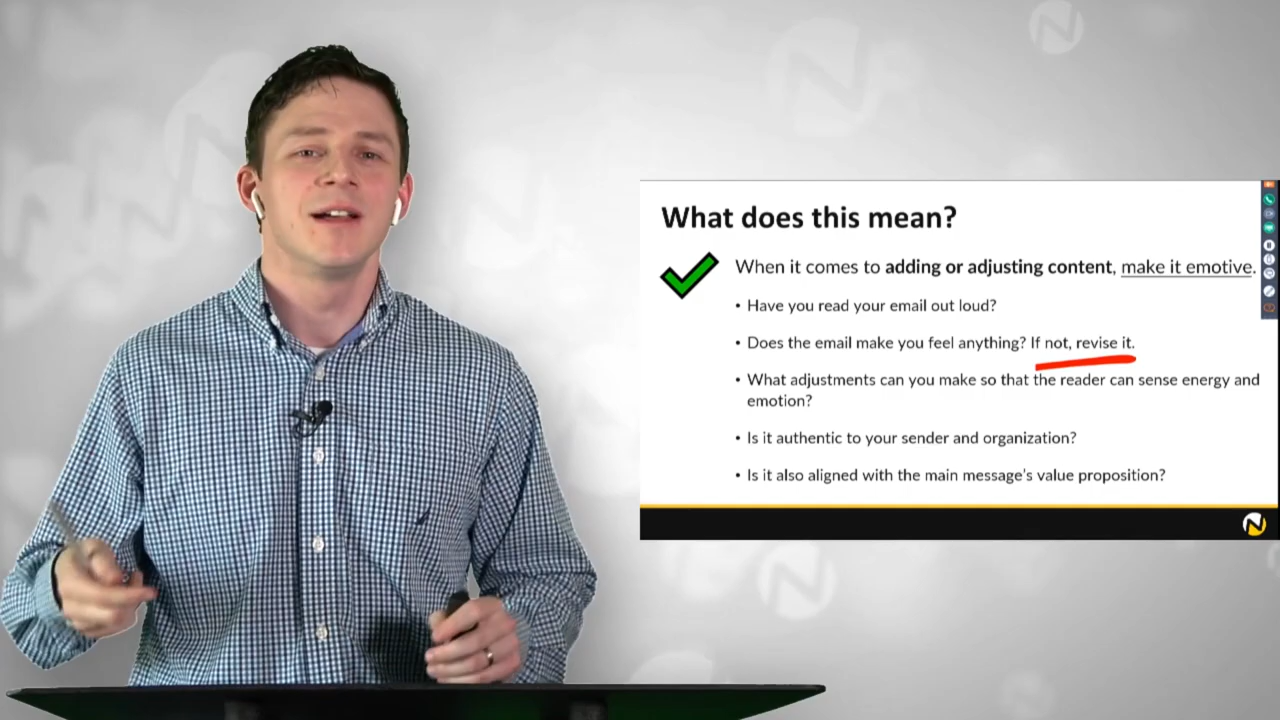 What does this mean?
When it comes to adding or adjusting content, make it emotive.
• Have you read your email out loud?
• Does the email make you feel anything? If not, revise it.
• What adjustments can you make so that the reader can sense energy and
emotion?
• Is it authentic to your sender and organization?
• Is it also aligned with the main message's value proposition?
N